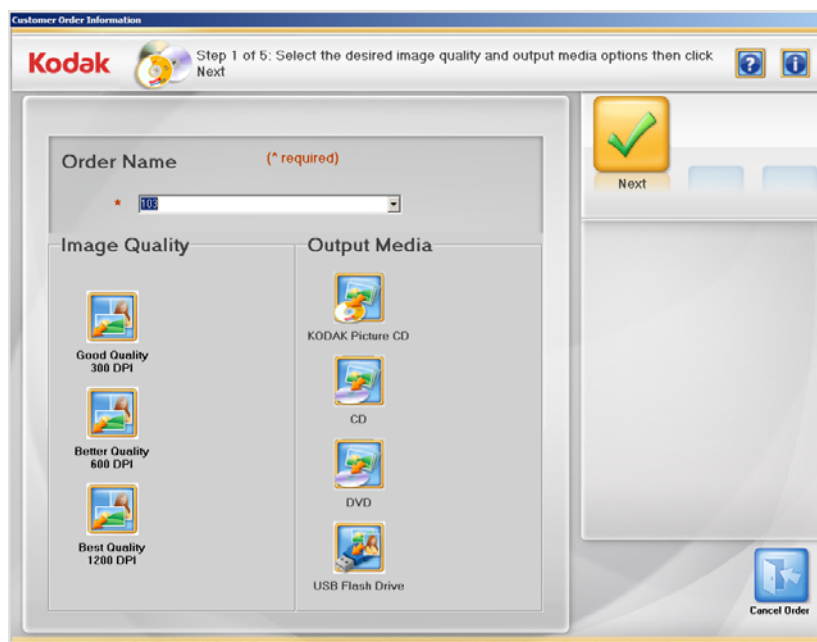 Customer Order Information
Kodak
Step 1 of 5: Select the desired image quality and output media options then click
Next
Order Name
(* required)
* 103
Image Quality
Good Quality
300 DPI
Better Quality
600 DPI
Best Quality
1200 DPI
Output Media
KODAK Picture CD
CD
DVD
USB Flash Drive
Next
Cancel Order